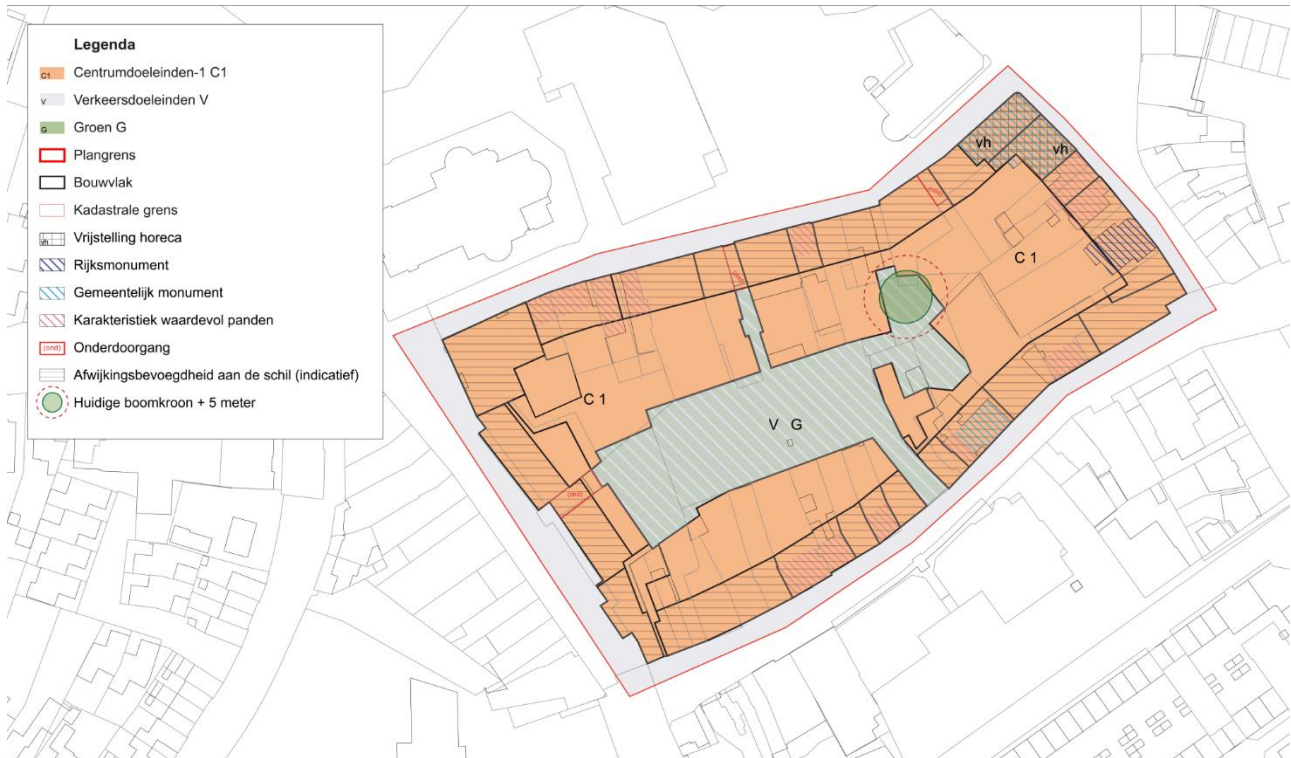 Legenda
C1 Centrumdoeleinden-1 C1
V Verkeersdoeleinden V
G Groen G
Plangrens
Bouwvlak
Kadastrale grens
vh Vrijstelling horeca
Rijksmonument
Gemeentelijk monument
Karakteristiek waardevol panden
(ond) Onderdoorgang
Afwijkingsbevoegdheid aan de schil (indicatief)
Huidige boomkroon + 5 meter
vh
vh
(ond)
C 1
(ond)
C 1
V G
(ond)